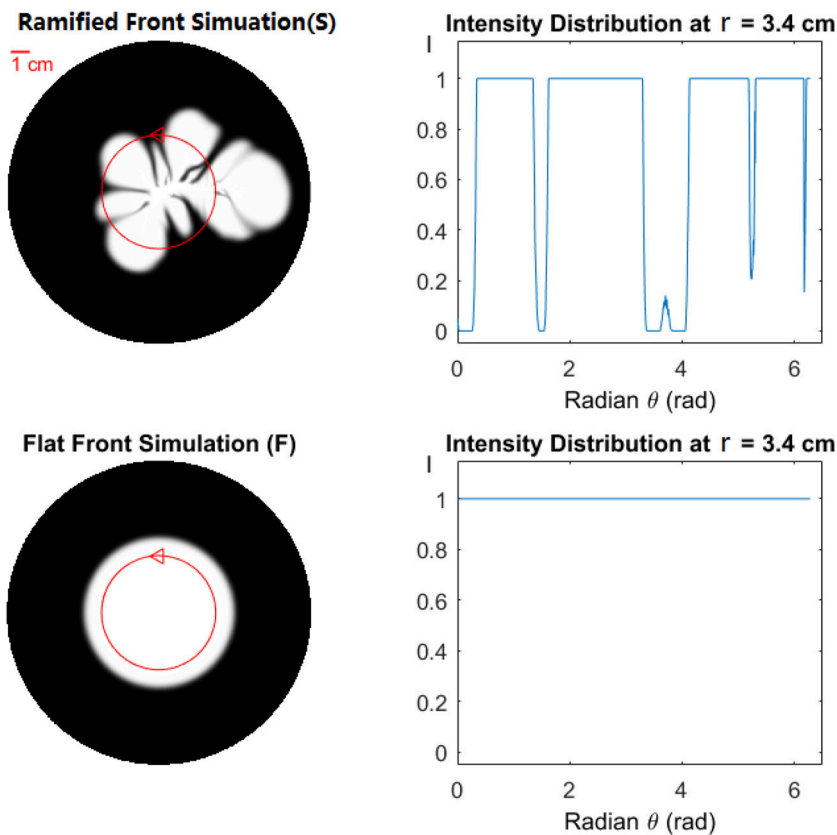 Ramified Front Simuation(S)
1 cm
Intensity Distribution at r = 3.4 cm
I
1
0.8
0.6
0.4
0.2
0
0 2 4 6
Radian θ (rad)
Flat Front Simulation (F)
Intensity Distribution at r = 3.4 cm
I
1
0.8
0.6
0.4
0.2
0
0 2 4 6
Radian θ (rad)